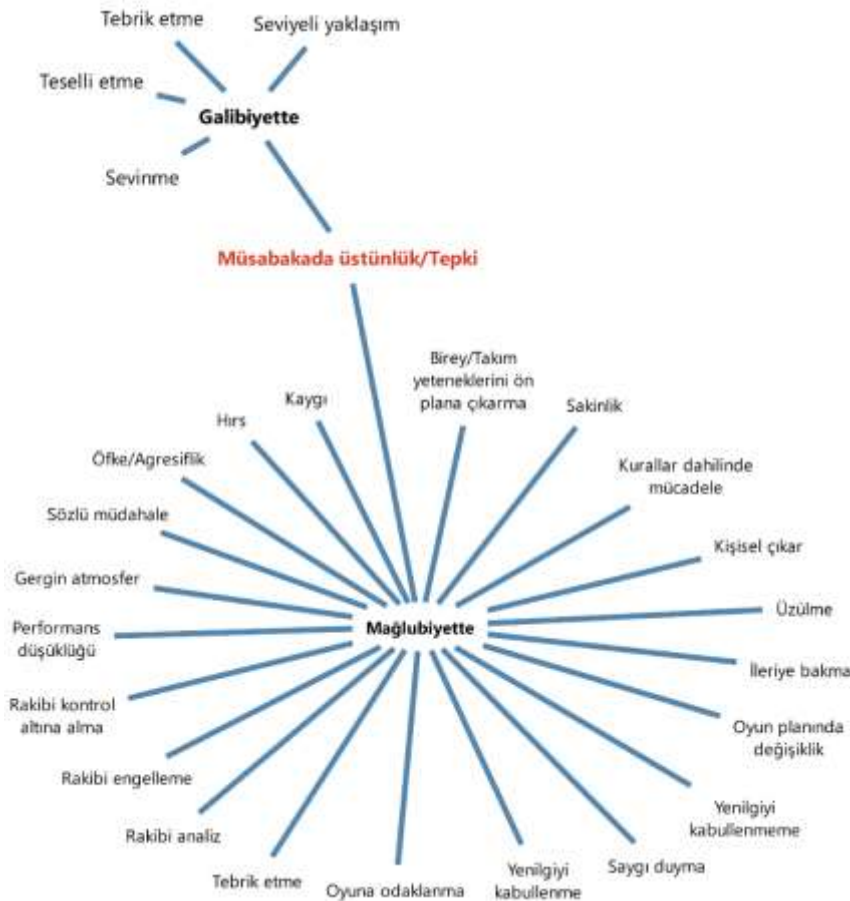 Tebrik etme
Seviyeli yaklaşım
Teselli etme
Galibiyette
Sevinme
Müsabakada üstünlük/Tepki
Birey/Takım
yeteneklerini ön
plana çıkarma
Kaygı
Sakinlik
Hırs
Öfke/Agresiflik
Kurallar dahilinde
mücadele
Sözlü müdahale
Kişisel çıkar
Gergin atmosfer
Üzülme
Performans
düşüklüğü
Mağlubiyette
İleriye bakma
Rakibi kontrol
altına alma
Oyun planında
değişiklik
Rakibi engelleme
Yenilgiyi
kabullenmeme
Rakibi analiz
Saygı duyma
Tebrik etme
Oyuna odaklanma
Yenilgiyi
kabullenme